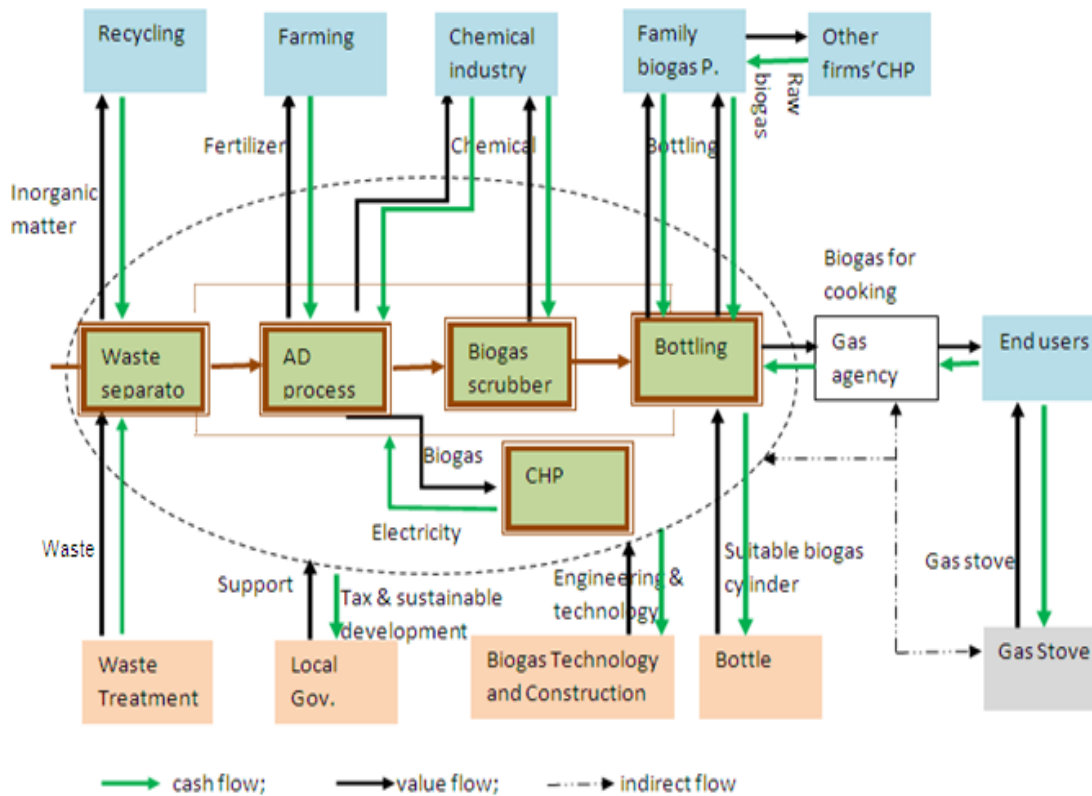 Recycling
Farming
Chemical
industry
Family
biogas P.
Other
firms'CHP
Raw
biogas
Fertilizer
Chemical
Bottling
Inorganic
matter
Biogas for
cooking
Waste
separato
AD
process
Biogas
scrubber
Bottling
Gas
agency
End users
Biogas
CHP
Electricity
Waste
Support
Tax & sustainable
development
Engineering &
technology
Suitable biogas
cylinder
Gas stove
Waste
Treatment
Local
Gov.
Biogas Technology
and Construction
Bottle
Gas Stove
cash flow;
value flow;
indirect flow